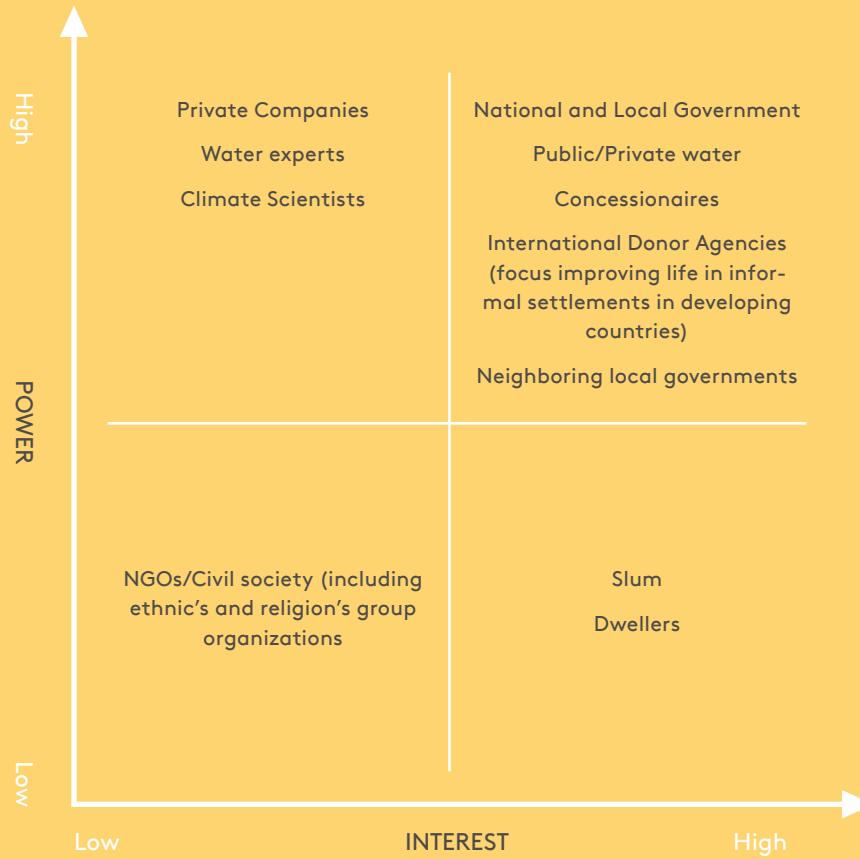 High
Private Companies
Water experts
Climate Scientists
National and Local Government
Public/Private water
Concessionaires
International Donor Agencies
(focus improving life in infor-
mal settlements in developing
countries)
Neighboring local governments
POWER
NGOs/Civil society (including
ethnic’s and religion’s group
organizations
Slum
Dwellers
Low
Low
INTEREST
High